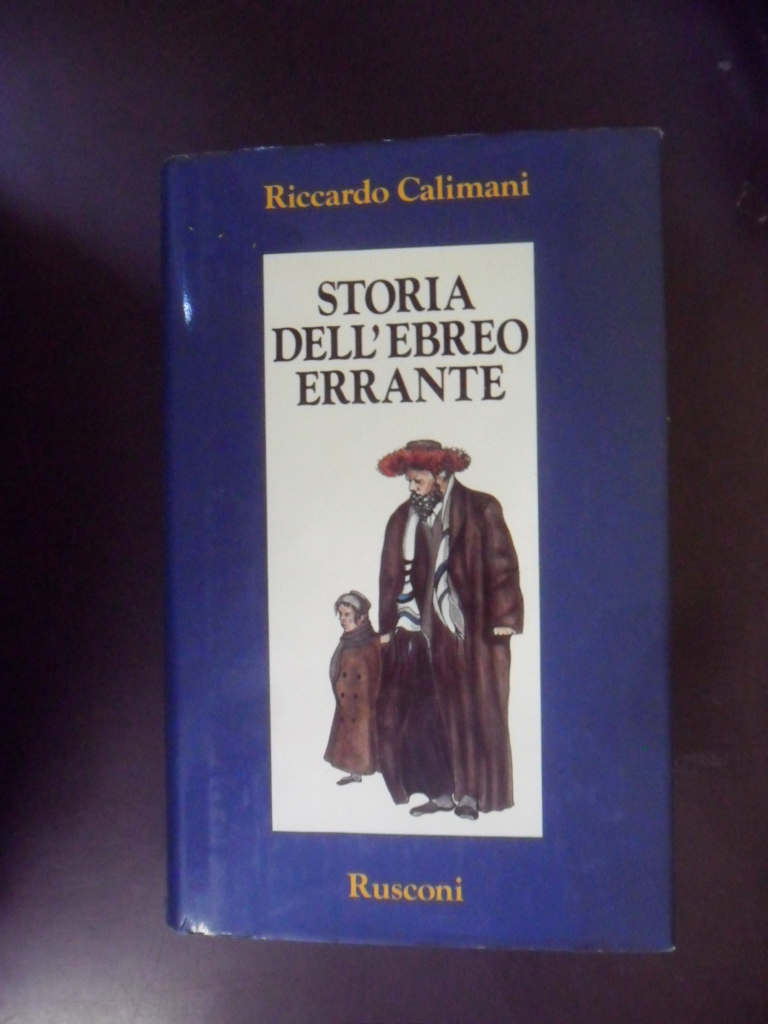 Riccardo Calimani
STORIA
DELL'EBREO
ERRANTE
Rusconi